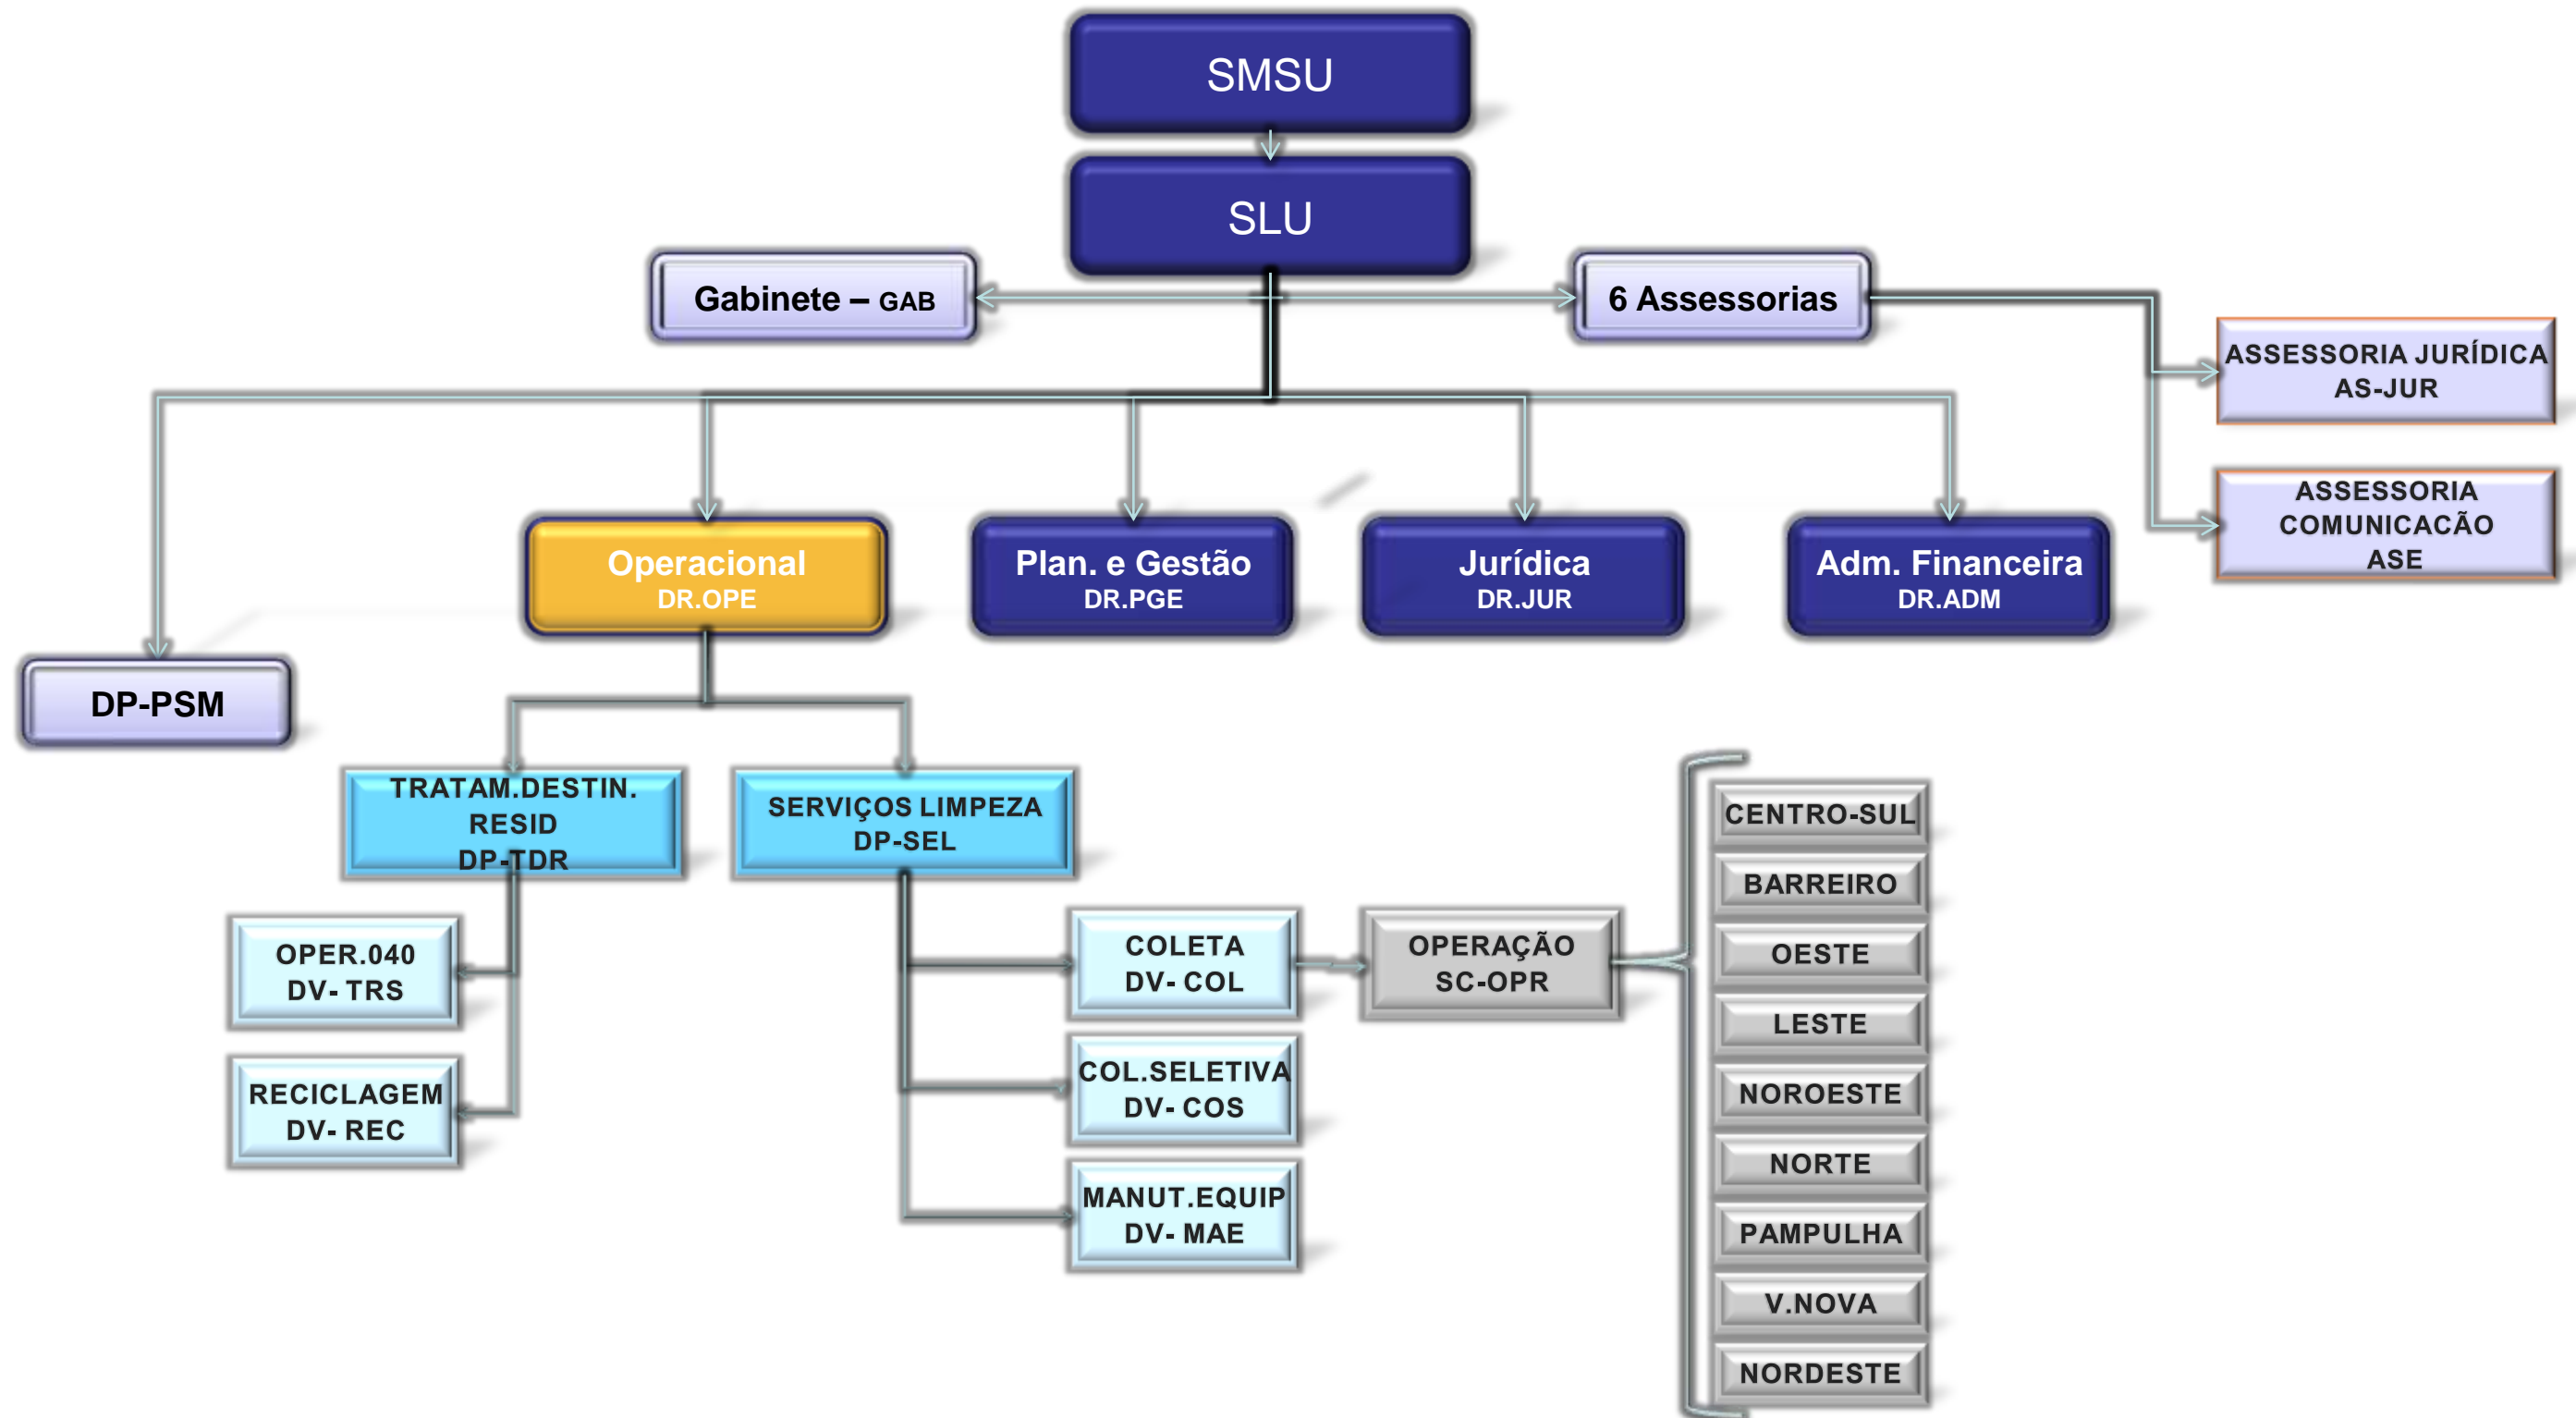 SMSU
SLU
Gabinete – GAB
6 Assessorias
ASSESSORIA JURÍDICA
AS-JUR
ASSESSORIA
COMUNICACÃO
ASE
Operacional
DR.OPE
Plan. e Gestão
DR.PGE
Jurídica
DR.JUR
Adm. Financeira
DR.ADM
DP-PSM
TRATAM.DESTIN.
RESID
DP-TDR
SERVIÇOS LIMPEZA
DP-SEL
OPER.040
DV- TRS
RECICLAGEM
DV- REC
COLETA
DV- COL
COL.SELETIVA
DV- COS
MANUT.EQUIP
DV- MAE
OPERAÇÃO
SC-OPR
CENTRO-SUL
BARREIRO
OESTE
LESTE
NOROESTE
NORTE
PAMPULHA
V.NOVA
NORDESTE